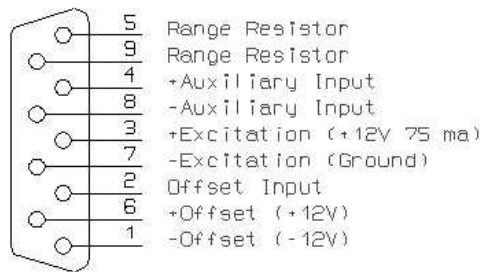 5 Range Resistor
9 Range Resistor
4 +Auxiliary Input
8 -Auxiliary Input
3 +Excitation (+12V 75 ma)
7 -Excitation (Ground)
2 Offset Input
6 +Offset (+12V)
1 -Offset (-12V)